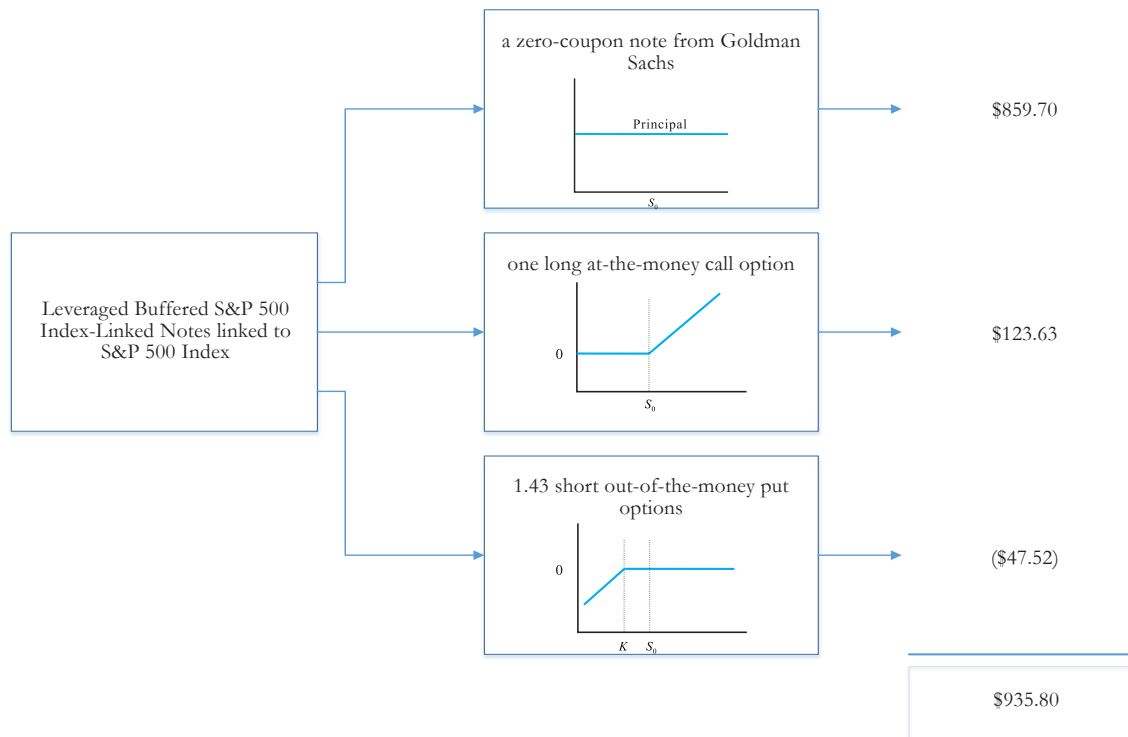 a zero-coupon note from Goldman
Sachs
Principal
S₀
$859.70
Leveraged Buffered S&P 500
Index-Linked Notes linked to
S&P 500 Index
one long at-the-money call option
0
S₀
$123.63
1.43 short out-of-the-money put
options
0
K S₀
($47.52)
$935.80